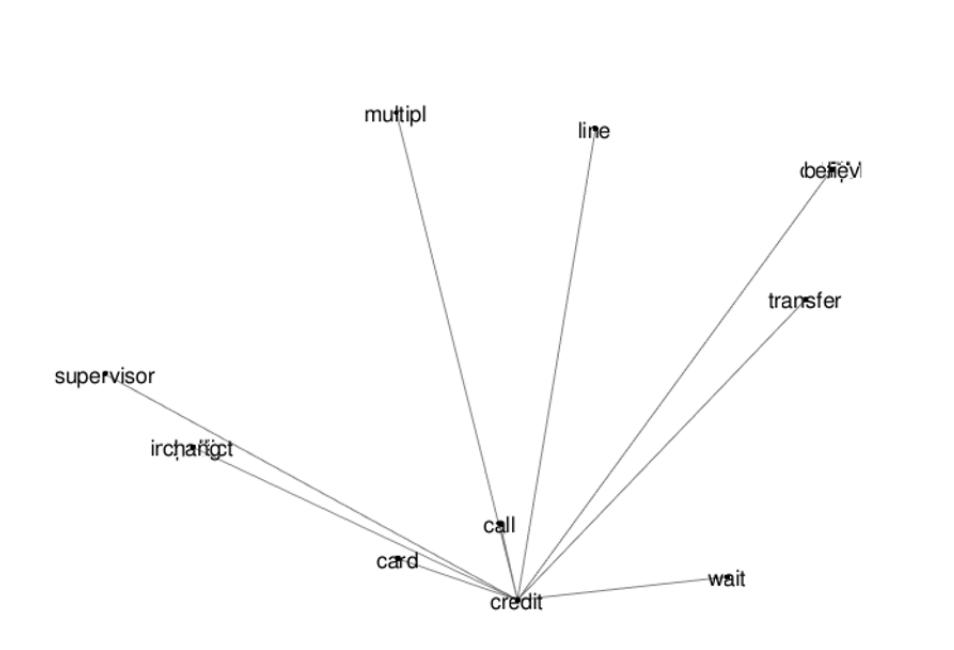 multipl
line
transfer
supervisor
call
card
wait
credit